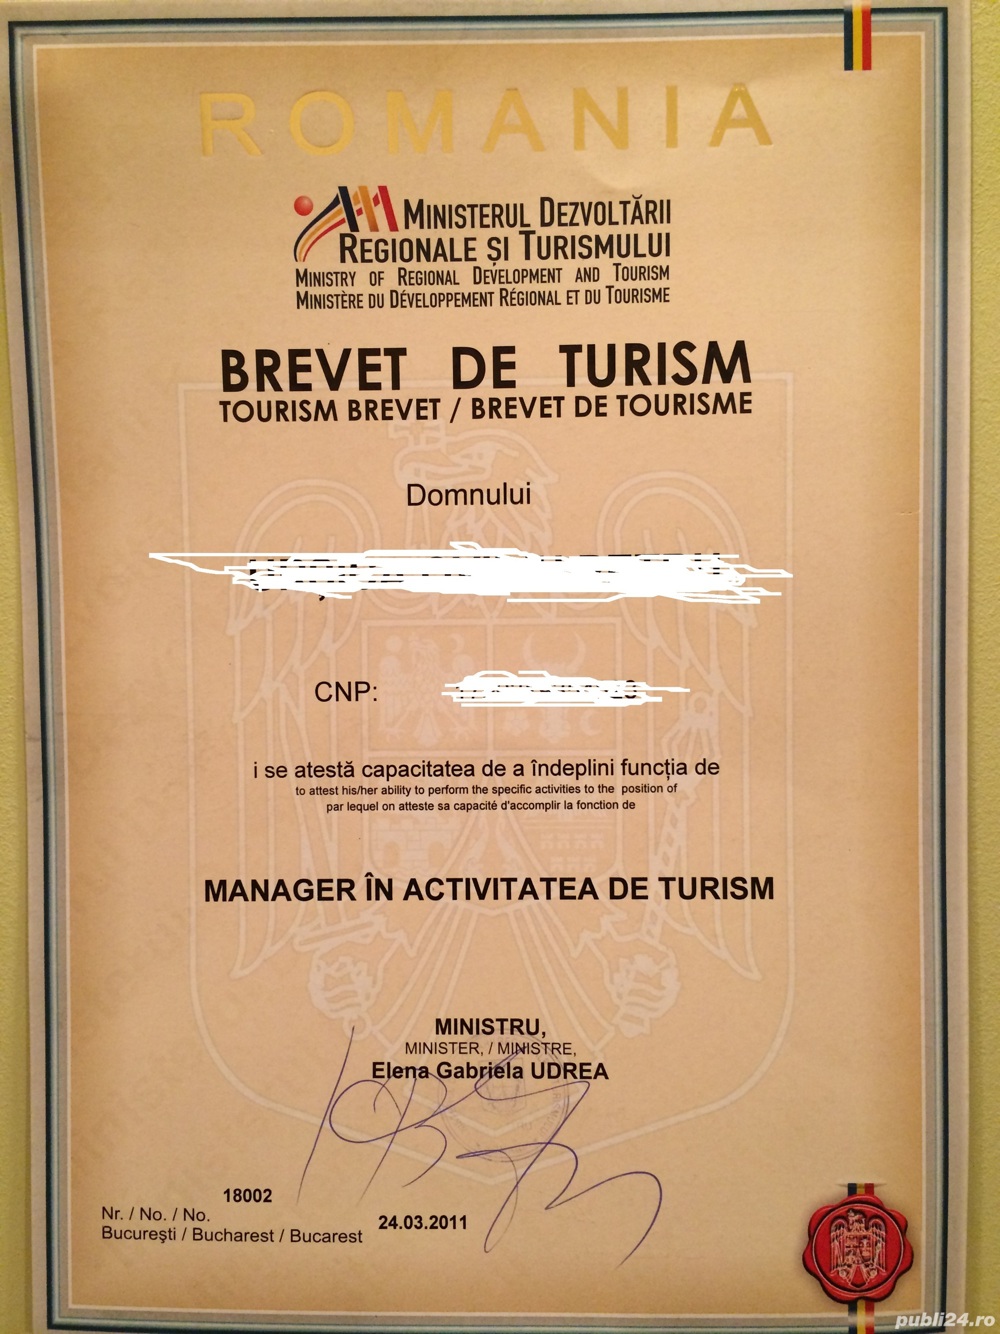 ROMANIA
MINISTERUL DEZVOLTĂRII
REGIONALE ȘI TURISMULUI
MINISTRY OF REGIONAL DEVELOPMENT AND TOURISM
MINISTÈRE DU DÉVELOPPEMENT RÉGIONAL ET DU TOURISME
BREVET DE TURISM
TOURISM BREVET / BREVET DE TOURISME
Domnului
CNP:
i se atestă capacitatea de a îndeplini funcția de
to attest his/her ability to perform the specific activities to the position of
par lequel on atteste sa capacité d'accomplir la fonction de
MANAGER ÎN ACTIVITATEA DE TURISM
MINISTRU,
MINISTER, / MINISTRE,
Elena Gabriela UDREA
18002
Nr. / No. / No.
24.03.2011
Bucureşti / Bucharest / Bucarest
publi24.ro